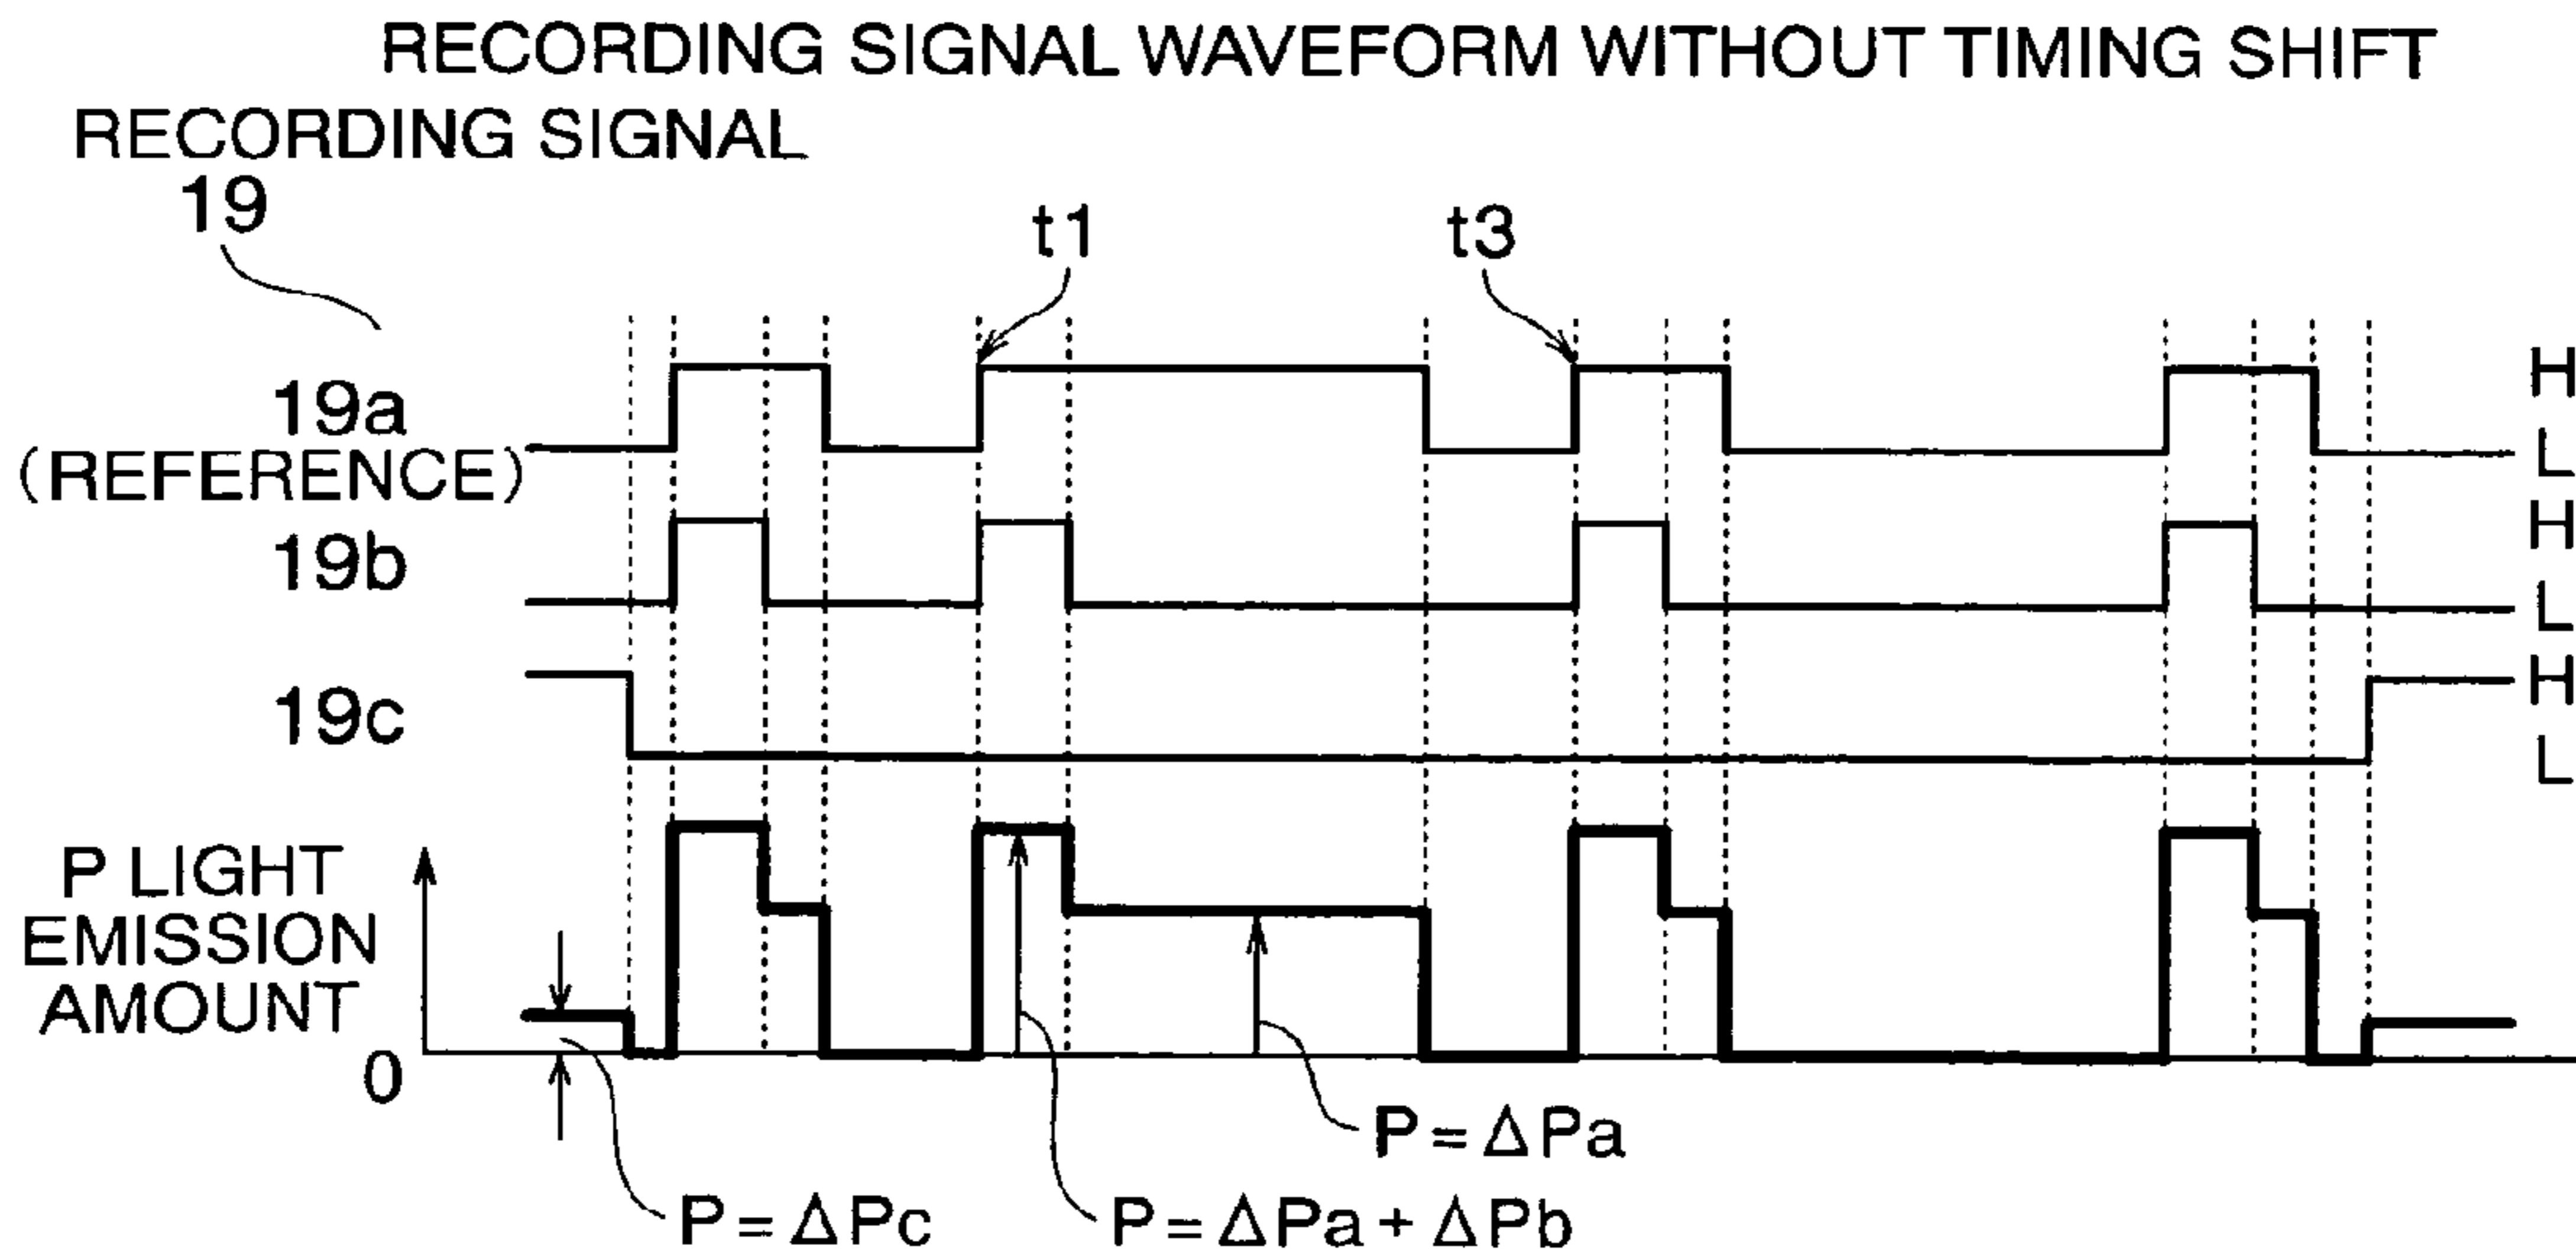 RECORDING SIGNAL WAVEFORM WITHOUT TIMING SHIFT
RECORDING SIGNAL
19
t1
t3
19a
(REFERENCE)
H
L
19b
H
L
19c
H
L
P LIGHT
EMISSION
AMOUNT
0
P = ΔPa
P = ΔPc
P = ΔPa + ΔPb